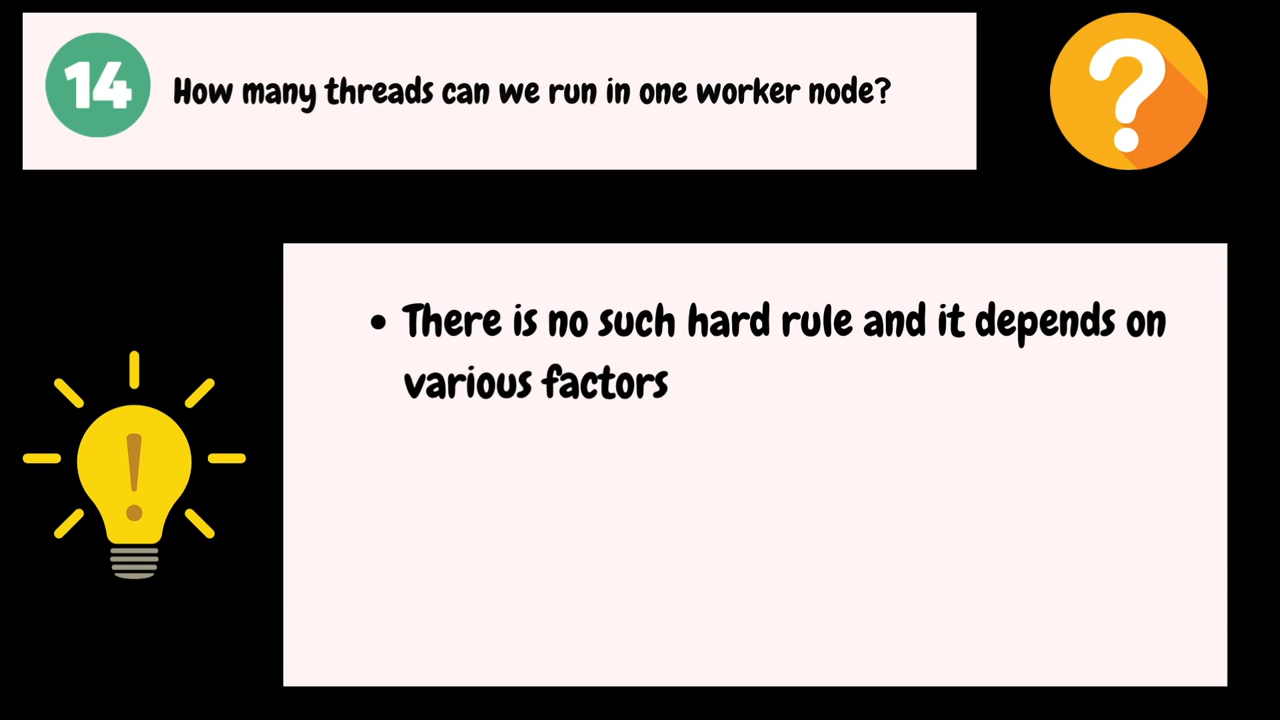 14
How many threads can we run in one worker node?
?
• There is no such hard rule and it depends on
various factors
!